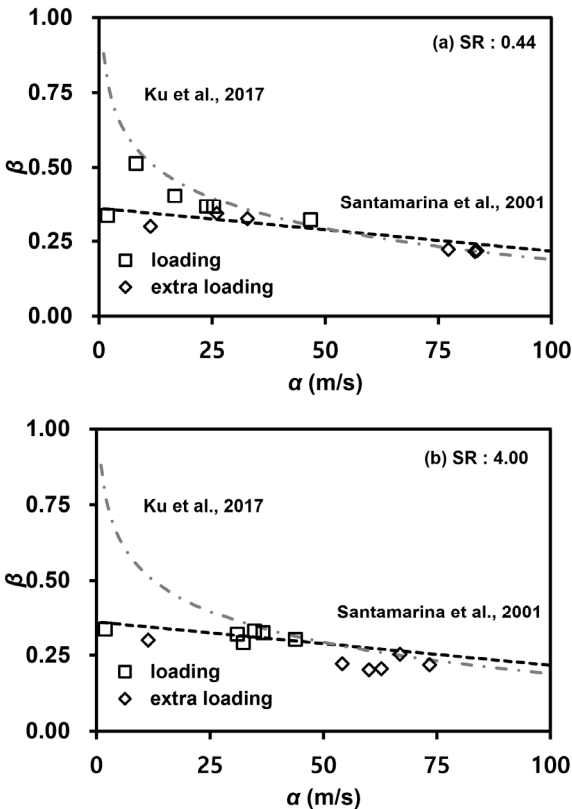 1.00
(a) SR : 0.44
Ku et al., 2017
0.75
β
0.50
Santamarina et al., 2001
0.25
loading
extra loading
0.00
0 25 50 75 100
α (m/s)
1.00
(b) SR : 4.00
0.75
Ku et al., 2017
β
0.50
Santamarina et al., 2001
0.25
loading
extra loading
0.00
0 25 50 75 100
α (m/s)